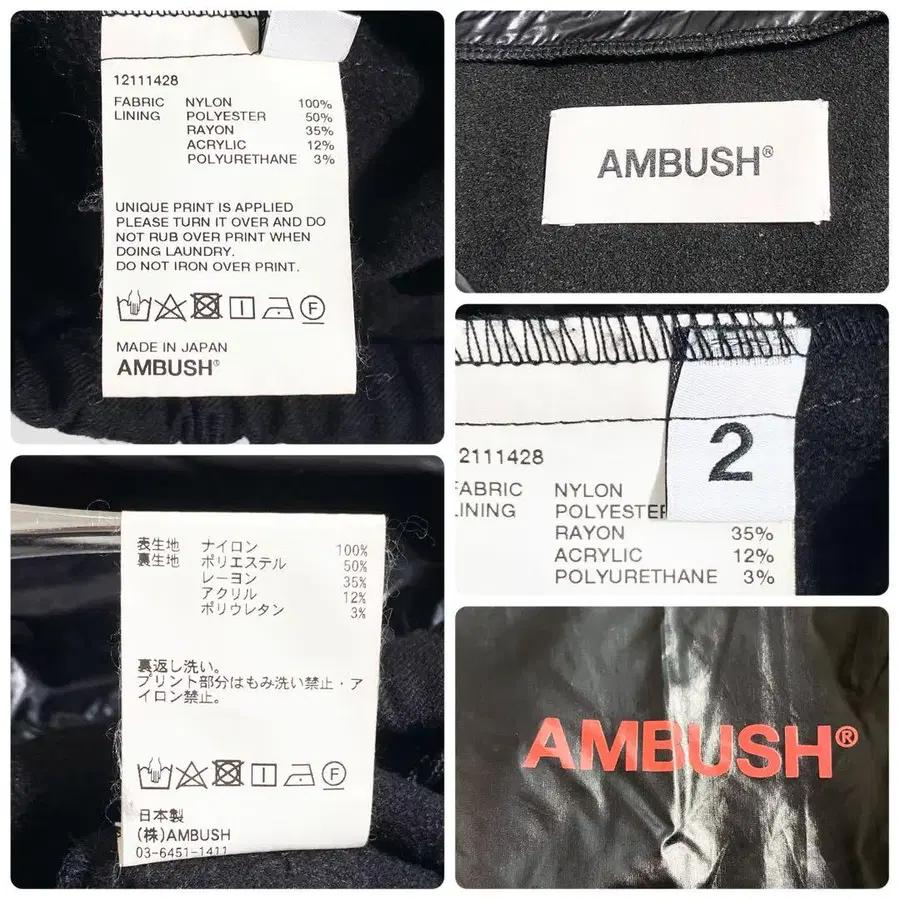 12111428
FABRIC NYLON 100%
LINING POLYESTER 50%
RAYON 35%
ACRYLIC 12%
POLYURETHANE 3%
UNIQUE PRINT IS APPLIED
PLEASE TURN IT OVER AND DO
NOT RUB OVER PRINT WHEN
DOING LAUNDRY.
DO NOT IRON OVER PRINT.
MADE IN JAPAN
AMBUSH®
AMBUSH®
2
2111428
FABRIC NYLON
LINING POLYESTER
RAYON 35%
ACRYLIC 12%
POLYURETHANE 3%
表生地 ナイロン 100%
裏生地 ポリエステル 50%
レーヨン 35%
アクリル 12%
ポリウレタン 3%
裏返し洗い。
プリント部分はもみ洗い禁止・ア
イロン禁止。
日本製
(株)AMBUSH
03-6451-1411
AMBUSH®